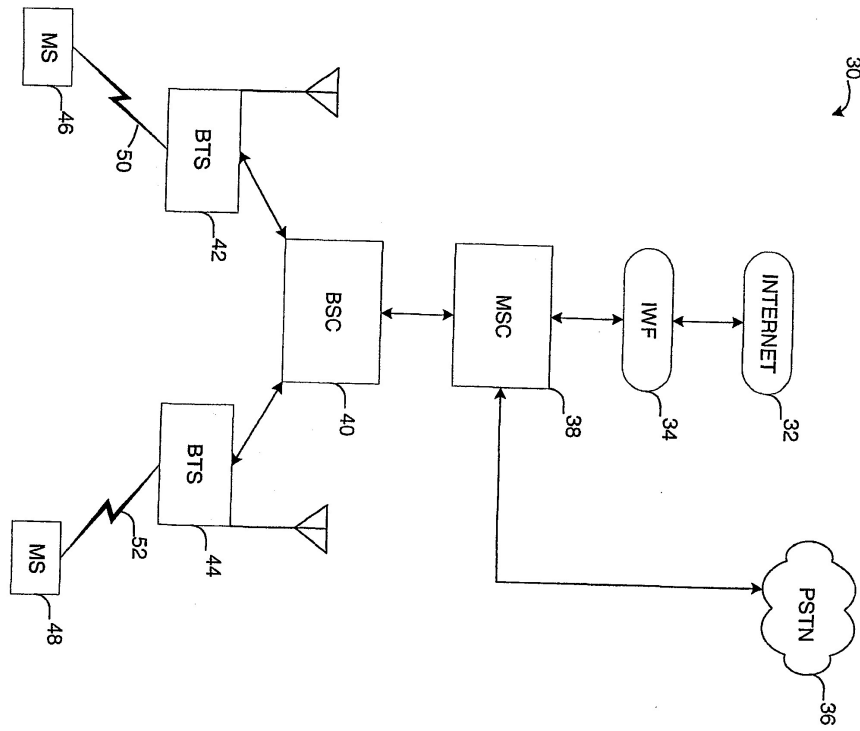 30
INTERNET
32
IWF
34
PSTN
36
MSC
38
BSC
40
BTS
42
BTS
44
MS
46
50
52
MS
48